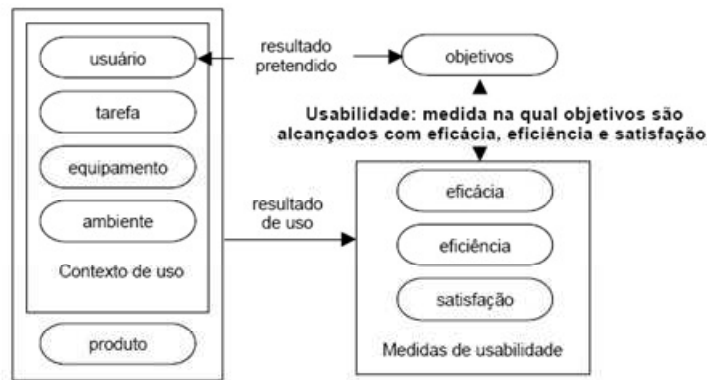 usuário
tarefa
equipamento
ambiente
Contexto de uso
produto
resultado
pretendido
objetivos
Usabilidade: medida na qual objetivos são
alcançados com eficácia, eficiência e satisfação
resultado
de uso
eficácia
eficiência
satisfação
Medidas de usabilidade